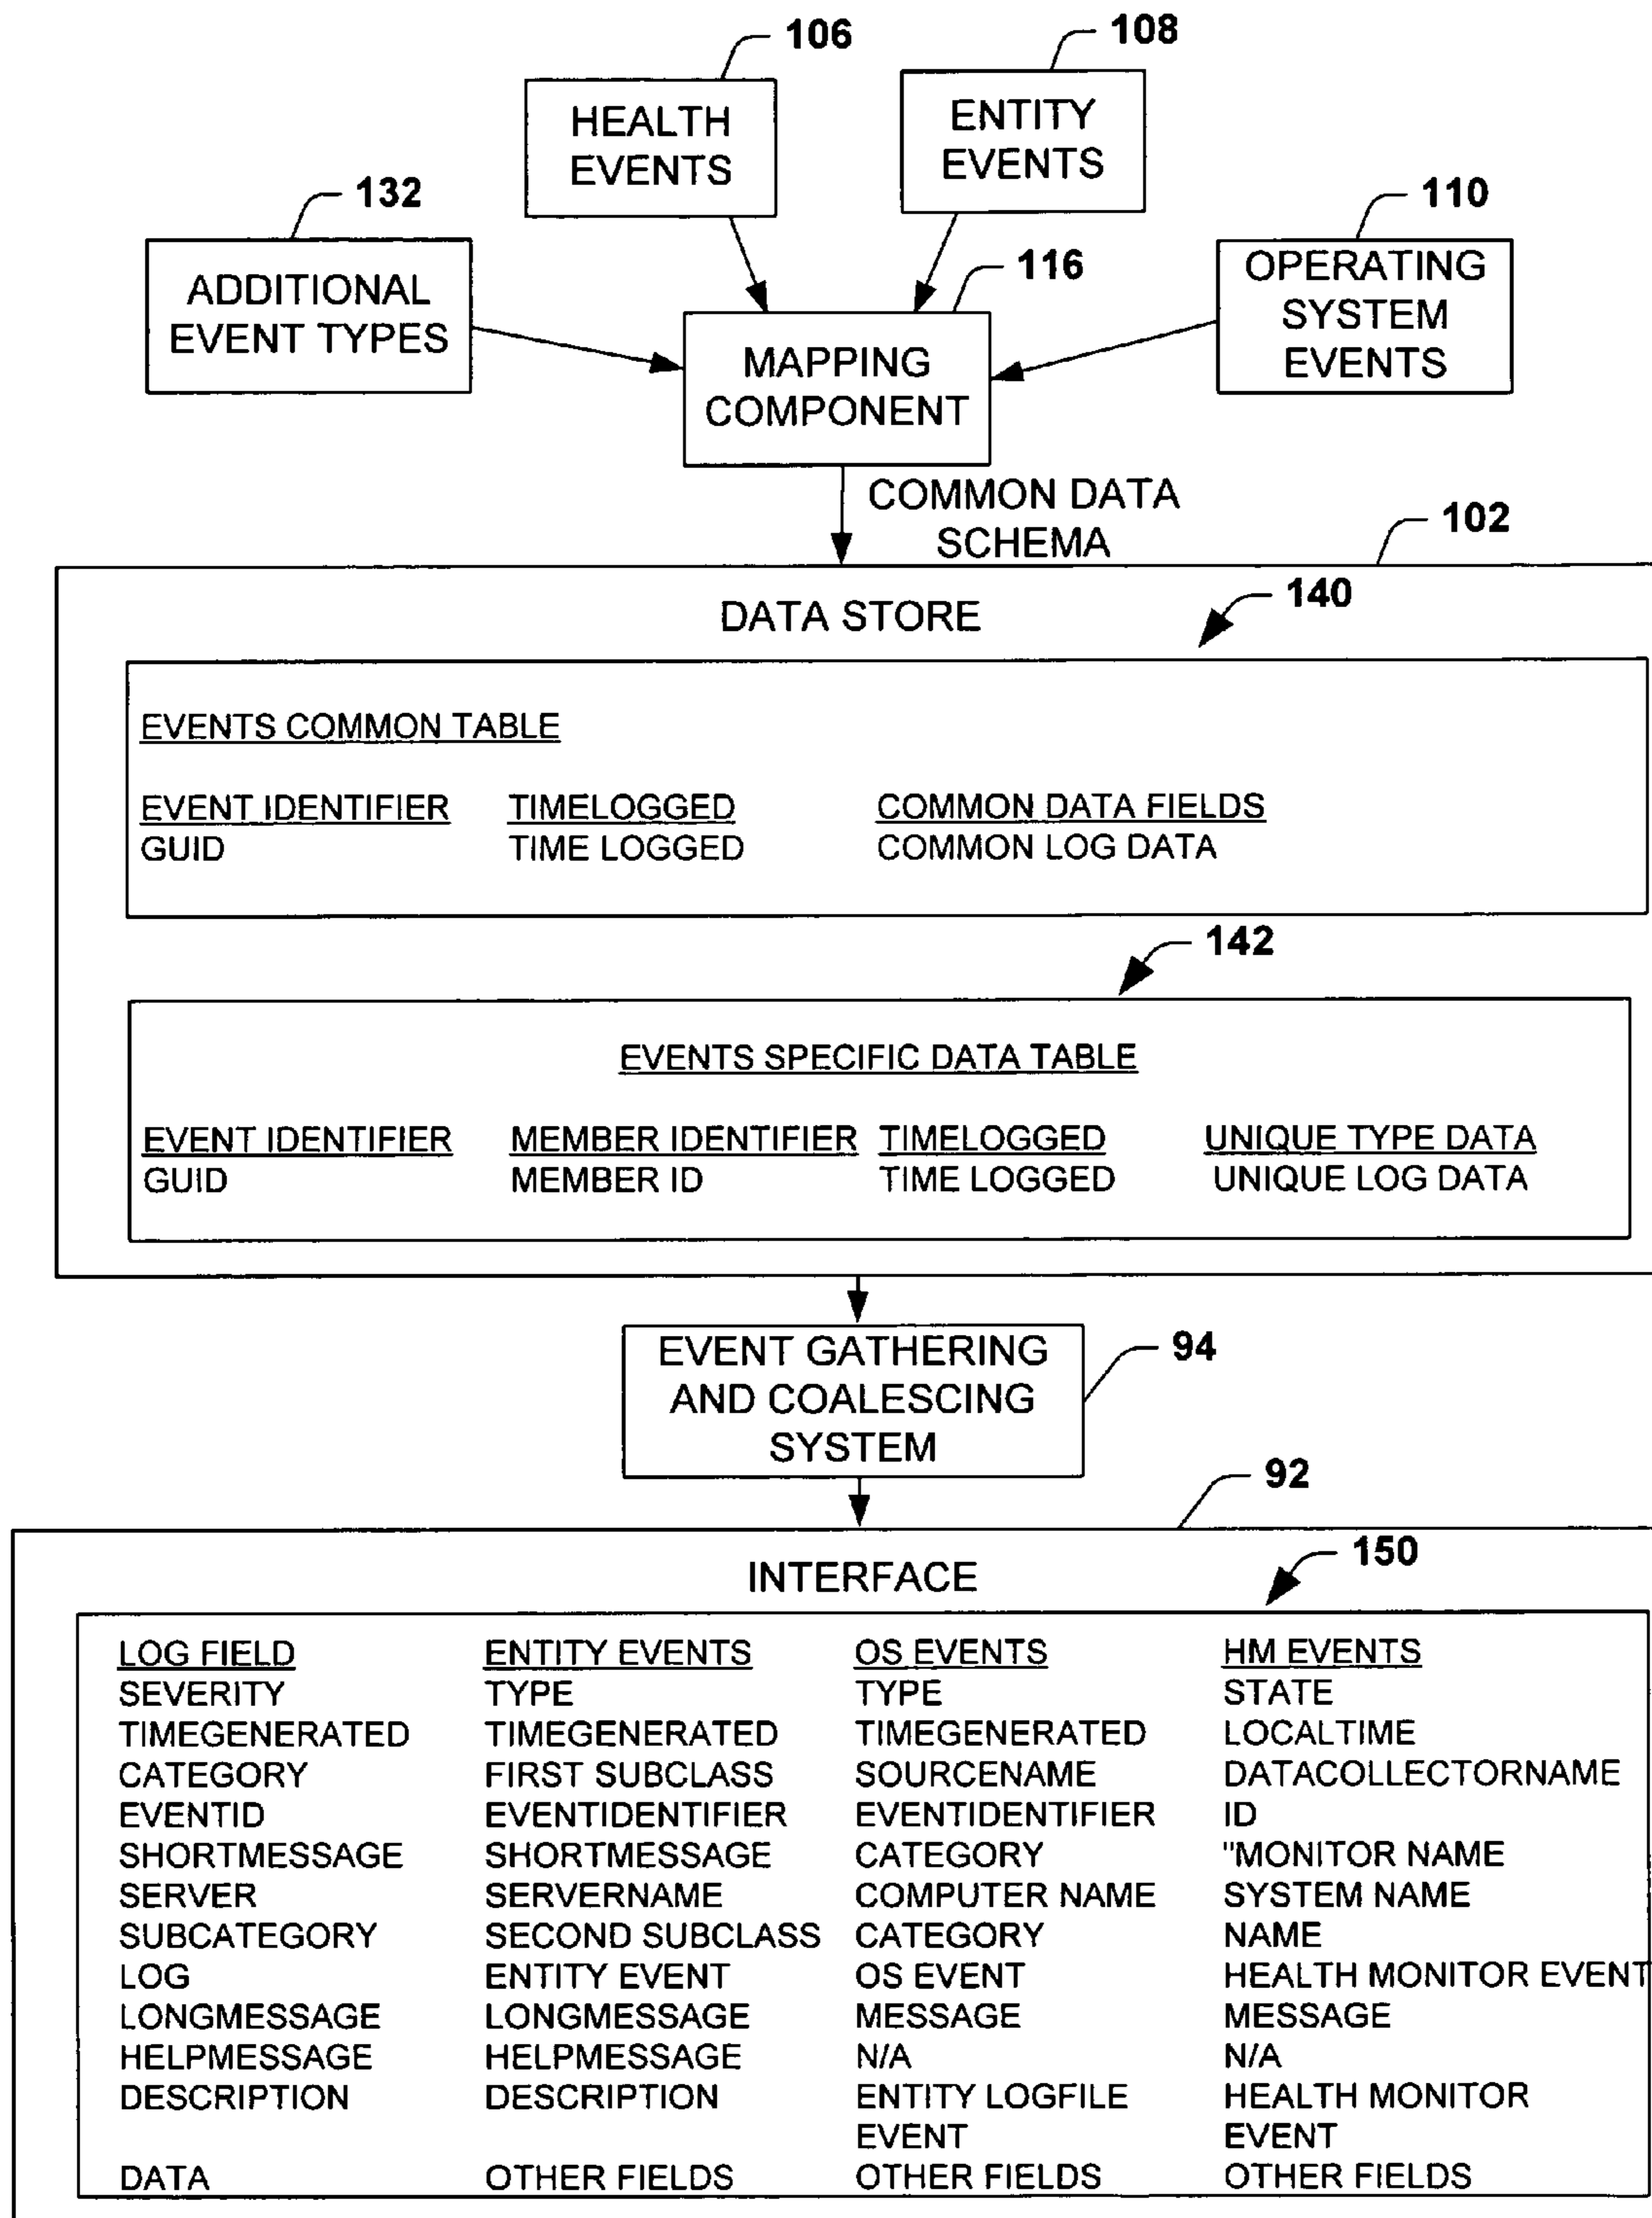 106
108
HEALTH
EVENTS
ENTITY
EVENTS
132
110
ADDITIONAL
EVENT TYPES
116
OPERATING
SYSTEM
EVENTS
MAPPING
COMPONENT
COMMON DATA
SCHEMA
102
DATA STORE
140
EVENTS COMMON TABLE
EVENT IDENTIFIER TIMELOGGED COMMON DATA FIELDS
GUID TIME LOGGED COMMON LOG DATA
142
EVENTS SPECIFIC DATA TABLE
EVENT IDENTIFIER MEMBER IDENTIFIER TIMELOGGED UNIQUE TYPE DATA
GUID MEMBER ID TIME LOGGED UNIQUE LOG DATA
EVENT GATHERING
AND COALESCING
SYSTEM
94
92
INTERFACE
150
LOG FIELD ENTITY EVENTS OS EVENTS HM EVENTS
SEVERITY TYPE TYPE STATE
TIMEGENERATED TIMEGENERATED TIMEGENERATED LOCALTIME
CATEGORY FIRST SUBCLASS SOURCENAME DATACOLLECTORNAME
EVENTID EVENTIDENTIFIER EVENTIDENTIFIER ID
SHORTMESSAGE SHORTMESSAGE CATEGORY "MONITOR NAME
SERVER SERVERNAME COMPUTER NAME SYSTEM NAME
SUBCATEGORY SECOND SUBCLASS CATEGORY NAME
LOG ENTITY EVENT OS EVENT HEALTH MONITOR EVENT
LONGMESSAGE LONGMESSAGE MESSAGE MESSAGE
HELPMESSAGE HELPMESSAGE N/A N/A
DESCRIPTION DESCRIPTION ENTITY LOGFILE HEALTH MONITOR
EVENT EVENT
DATA OTHER FIELDS OTHER FIELDS OTHER FIELDS